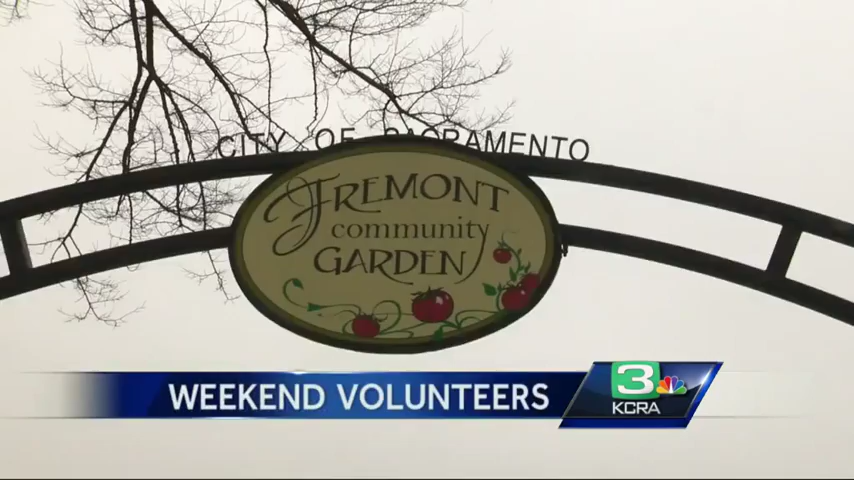 CITY OF SACRAMENTO
FREMONT
community
GARDEN
WEEKEND VOLUNTEERS
3
KCRA